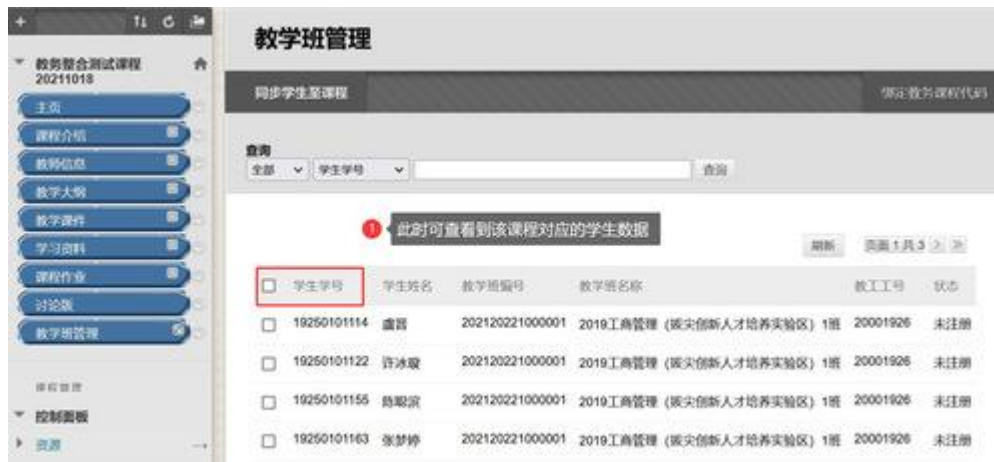 教学班管理
教务整合测试课程
20211018
同步学生至课程
绑定教务课程代码
主页
课程介绍
教师信息
教学大纲
教学课件
学习资料
课程作业
讨论版
教学班管理
查询
全部 学生学号 查询
1 此时可查看到该课程对应的学生数据
刷新 页面 1 共 3
学生学号 学生姓名 教学班编号 教学班名称 教工工号 状态
19250101114 202120221000001 2019工商管理（拔尖创新人才培养实验区）1班 20001926 未注册
19250101122 许冰璇 202120221000001 2019工商管理（拔尖创新人才培养实验区）1班 20001926 未注册
19250101155 202120221000001 2019工商管理（拔尖创新人才培养实验区）1班 20001926 未注册
19250101163 张梦婷 202120221000001 2019工商管理（拔尖创新人才培养实验区）1班 20001926 未注册
课程管理
控制面板
资源